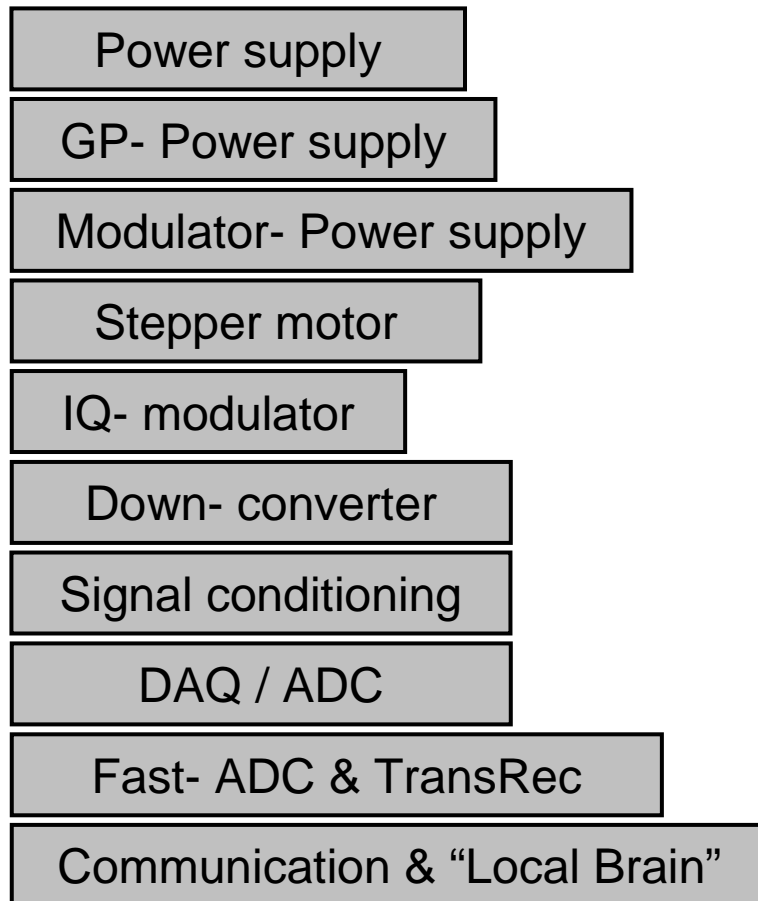 Power supply
GP- Power supply
Modulator- Power supply
Stepper motor
IQ- modulator
Down- converter
Signal conditioning
DAQ / ADC
Fast- ADC & TransRec
Communication & “Local Brain”